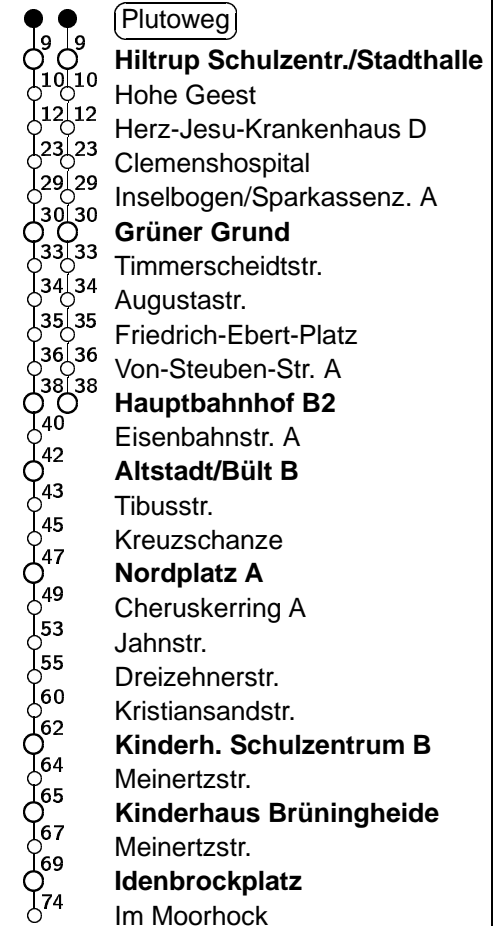 Plutoweg
9 9
Hiltrup Schulzentr./Stadthalle
10 10
Hohe Geest
12 12
Herz-Jesu-Krankenhaus D
23 23
Clemenshospital
29 29
Inselbogen/Sparkassenz. A
30 30
Grüner Grund
33 33
Timmerscheidtstr.
34 34
Augustastr.
35 35
Friedrich-Ebert-Platz
36 36
Von-Steuben-Str. A
38 38
Hauptbahnhof B2
40
Eisenbahnstr. A
42
Altstadt/Bült B
43
Tibusstr.
45
Kreuzschanze
47
Nordplatz A
49
Cheruskerring A
53
Jahnstr.
55
Dreizehnerstr.
60
Kristiansandstr.
62
Kinderh. Schulzentrum B
64
Meinertzstr.
65
Kinderhaus Brüningheide
67
Meinertzstr.
69
Idenbrockplatz
74
Im Moorhock